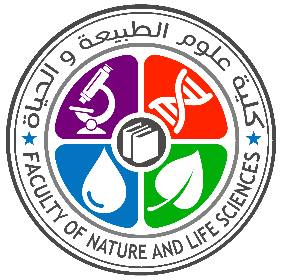 كلية علوم الطبيعة و الحياة
FACULTY OF NATURE AND LIFE SCIENCES